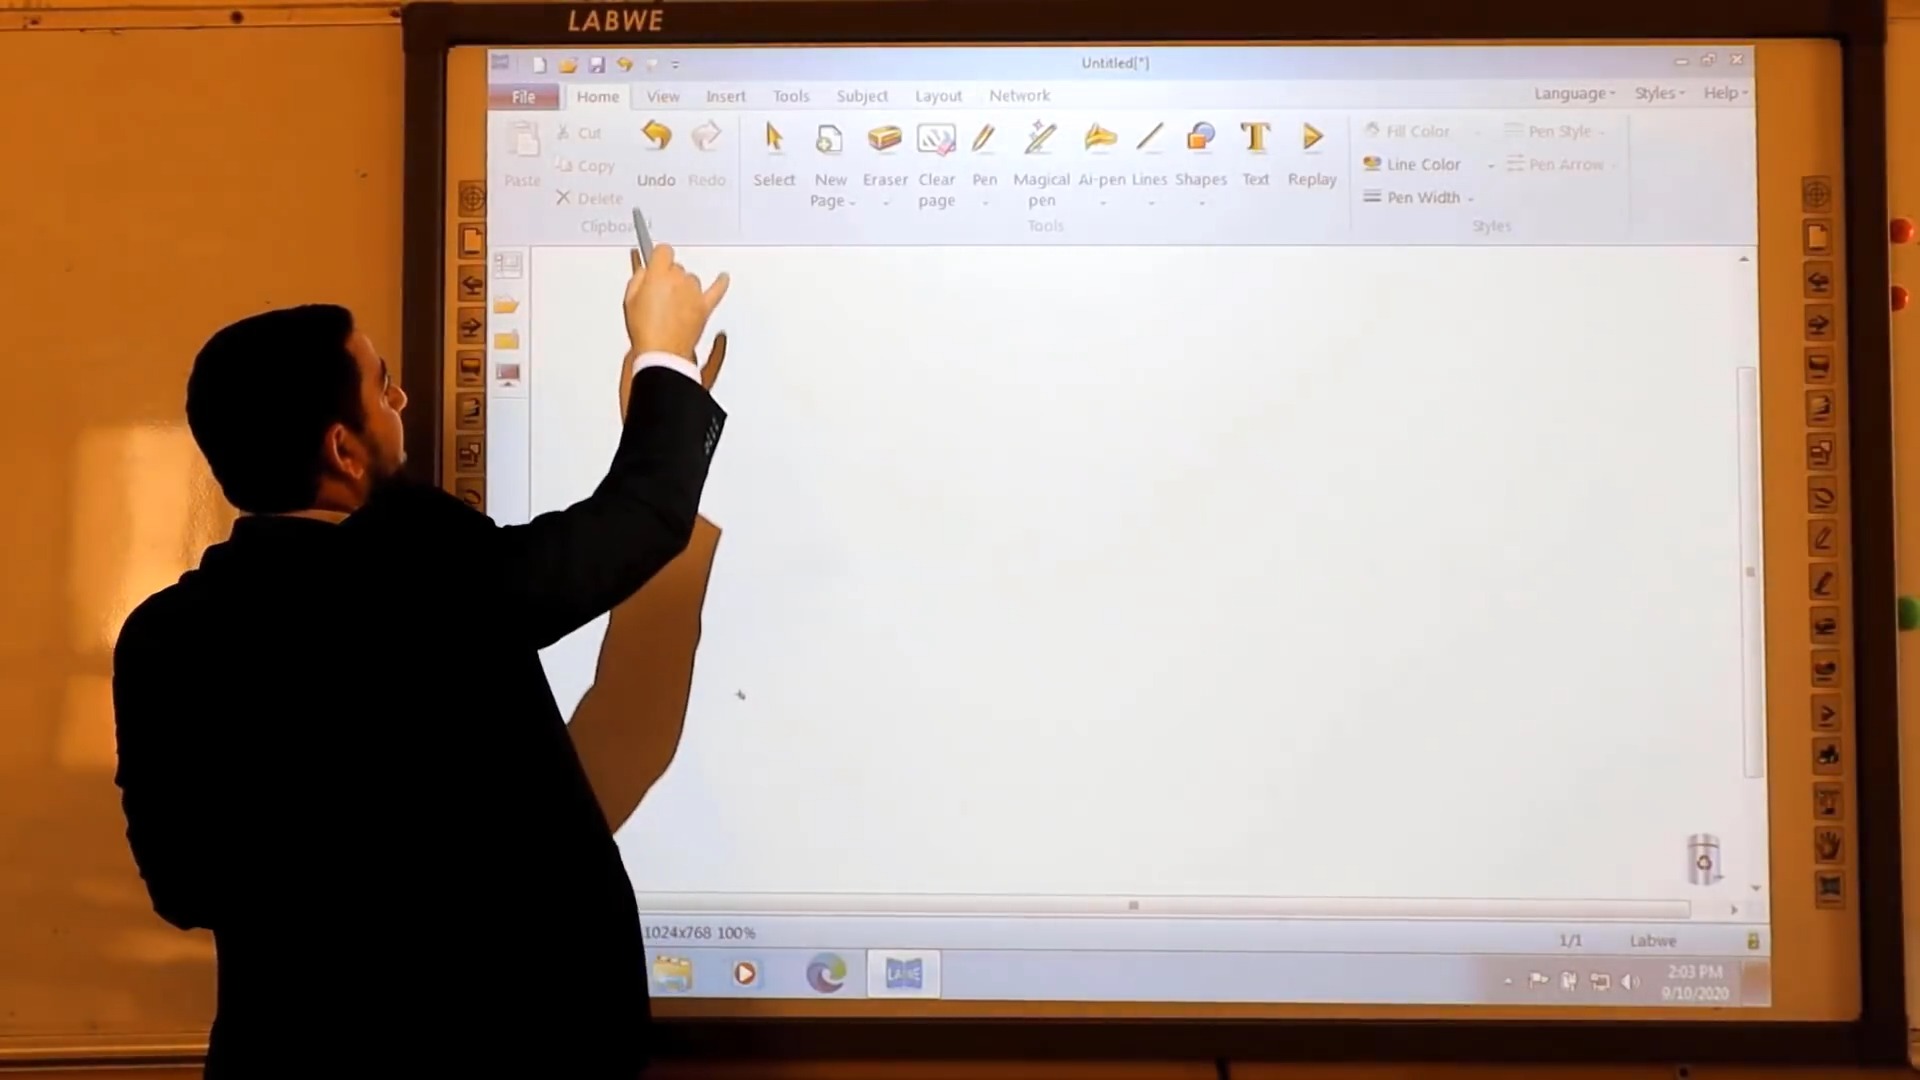 LABWE
Untitled[*]
File Home View Insert Tools Subject Layout Network Language Styles Help
Paste Cut Copy Delete Undo Redo
Select New Page Eraser Clear page Pen Magical pen Ai-pen Lines Shapes Text Replay
Fill Color Line Color Pen Width Pen Style Pen Arrow
Tools Styles
1024x768 100% 1/1 Labwe
LABWE
2:03 PM
9/10/2020